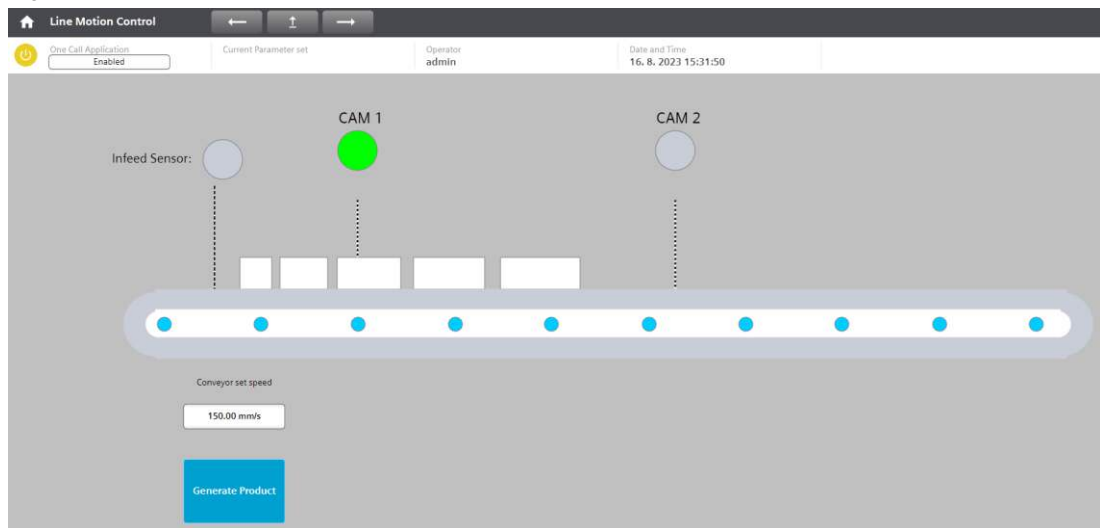 Line Motion Control
One Call Application
Enabled
Current Parameter set
Operator
admin
Date and Time
16. 8. 2023 15:31:50
CAM 1
CAM 2
Infeed Sensor:
Conveyor set speed
150.00 mm/s
Generate Product